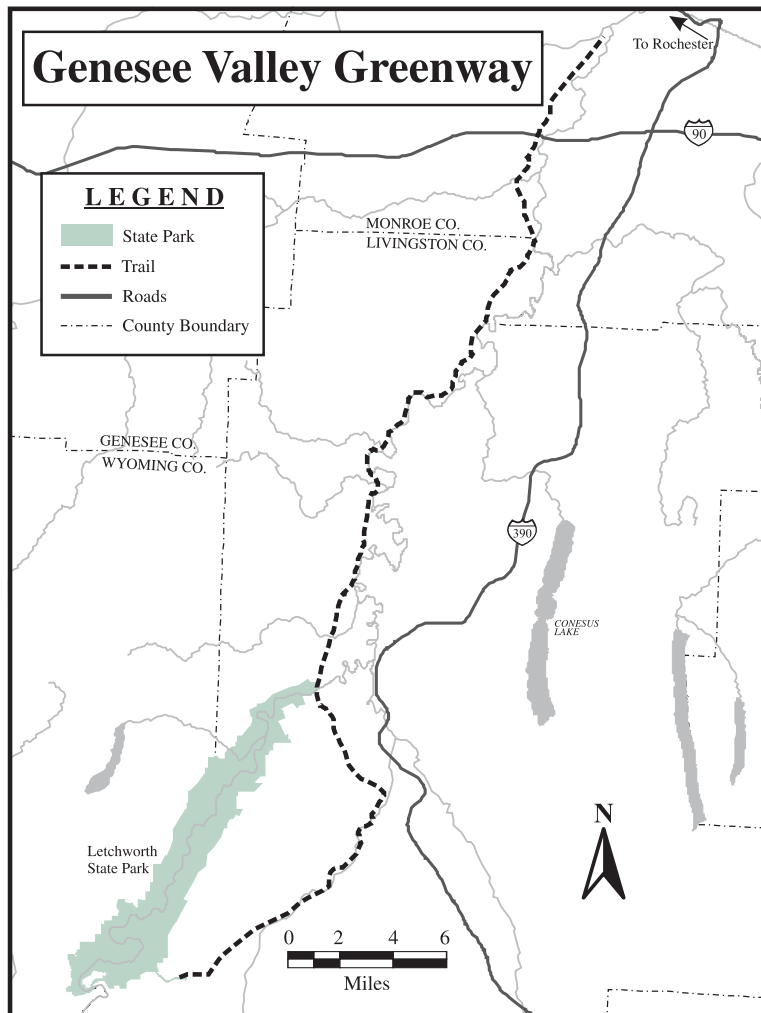 Genesee Valley Greenway
To Rochester
90
LEGEND
State Park
Trail
Roads
County Boundary
MONROE CO.
LIVINGSTON CO.
GENESEE CO.
WYOMING CO.
390
CONESUS
LAKE
Letchworth
State Park
N
0 2 4 6
Miles